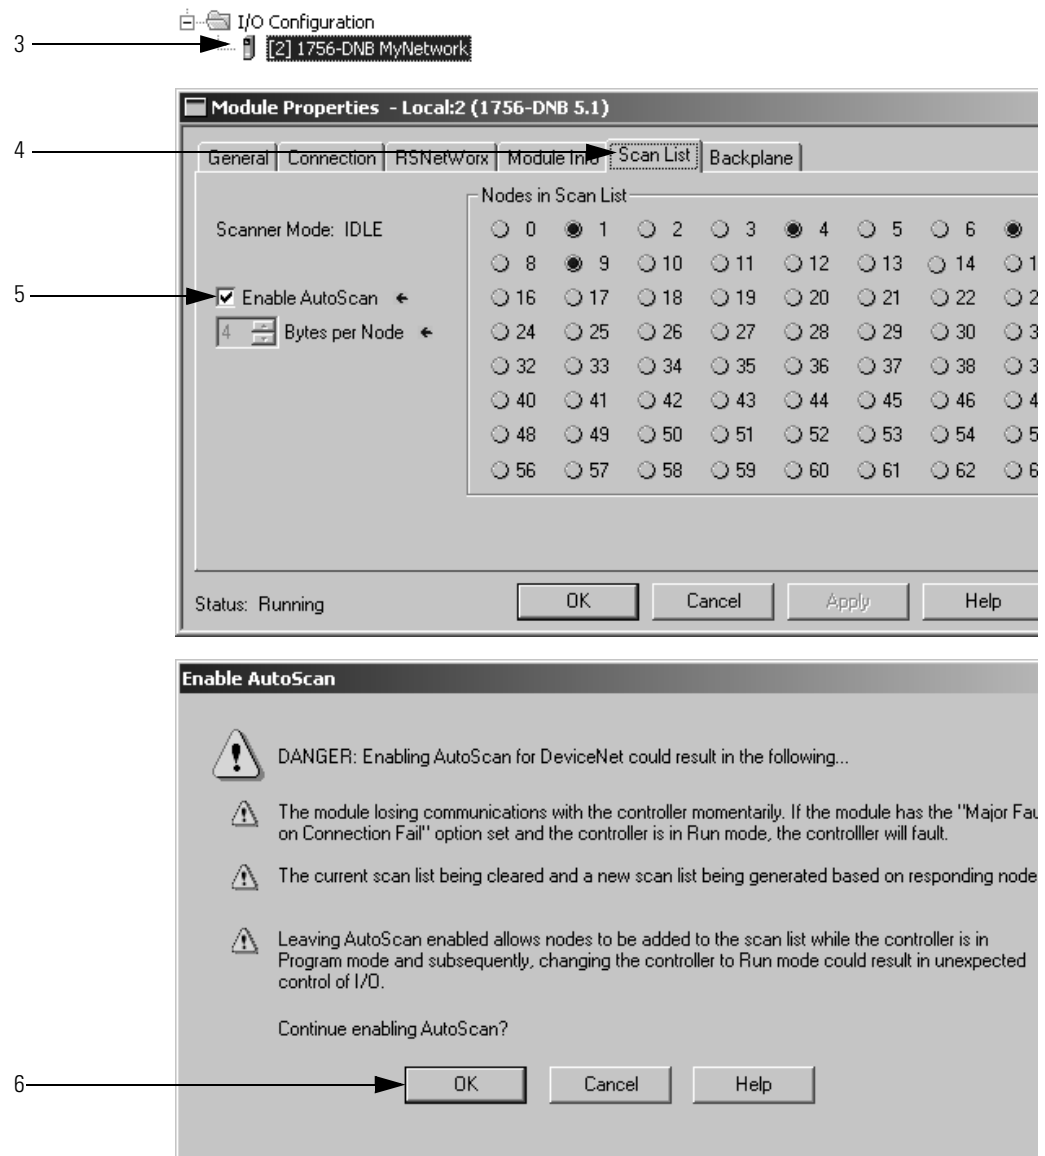 I/O Configuration
3
[2] 1756-DNB MyNetwork
Module Properties - Local:2 (1756-DNB 5.1)
4
General Connection RSNetWorx Module Info Scan List Backplane
Nodes in Scan List
Scanner Mode: IDLE
0 1 2 3 4 5 6
8 9 10 11 12 13 14 1
5
Enable AutoScan
16 17 18 19 20 21 22 2
4 Bytes per Node
24 25 26 27 28 29 30 3
32 33 34 35 36 37 38 3
40 41 42 43 44 45 46 4
48 49 50 51 52 53 54 5
56 57 58 59 60 61 62 6
Status: Running
OK Cancel Apply Help
Enable AutoScan
DANGER: Enabling AutoScan for DeviceNet could result in the following...
The module losing communications with the controller momentarily. If the module has the "Major Fau
on Connection Fail" option set and the controller is in Run mode, the controlller will fault.
The current scan list being cleared and a new scan list being generated based on responding node
Leaving AutoScan enabled allows nodes to be added to the scan list while the controller is in
Program mode and subsequently, changing the controller to Run mode could result in unexpected
control of I/O.
Continue enabling AutoScan?
6
OK Cancel Help